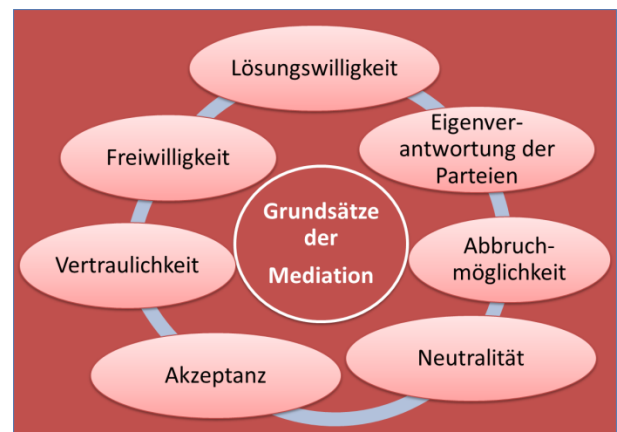 Lösungswilligkeit
Eigenver-
antwortung der
Parteien
Freiwilligkeit
Grundsätze
der
Mediation
Abbruch-
möglichkeit
Vertraulichkeit
Neutralität
Akzeptanz